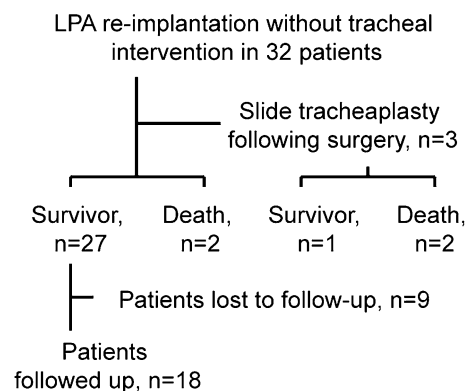 LPA re-implantation without tracheal
intervention in 32 patients
Slide tracheaplasty
following surgery, n=3
Survivor,
n=27
Death,
n=2
Survivor,
n=1
Death,
n=2
Patients lost to follow-up, n=9
Patients
followed up, n=18